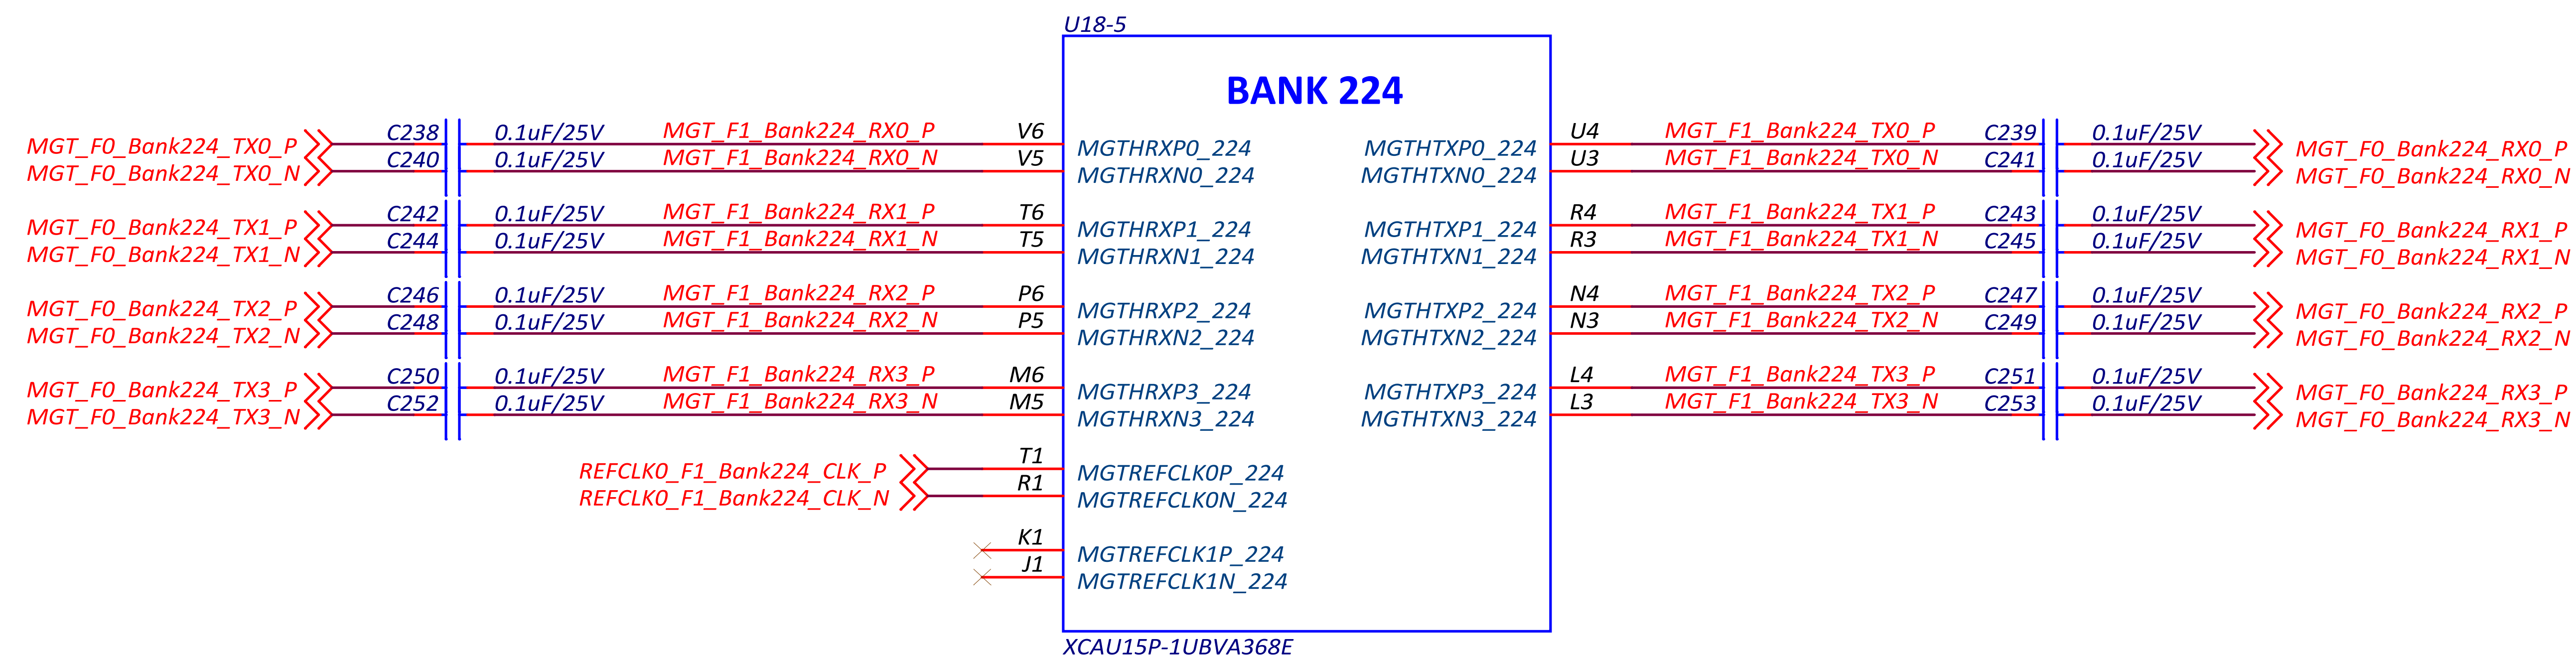 U18-5
BANK 224
MGT_F0_Bank224_TX0_P C238 0.1uF/25V MGT_F1_Bank224_RX0_P V6 MGTHRXP0_224 MGTHTXP0_224 U4 MGT_F1_Bank224_TX0_P C239 0.1uF/25V MGT_F0_Bank224_RX0_P
MGT_F0_Bank224_TX0_N C240 0.1uF/25V MGT_F1_Bank224_RX0_N V5 MGTHRXN0_224 MGTHTXN0_224 U3 MGT_F1_Bank224_TX0_N C241 0.1uF/25V MGT_F0_Bank224_RX0_N
MGT_F0_Bank224_TX1_P C242 0.1uF/25V MGT_F1_Bank224_RX1_P T6 MGTHRXP1_224 MGTHTXP1_224 R4 MGT_F1_Bank224_TX1_P C243 0.1uF/25V MGT_F0_Bank224_RX1_P
MGT_F0_Bank224_TX1_N C244 0.1uF/25V MGT_F1_Bank224_RX1_N T5 MGTHRXN1_224 MGTHTXN1_224 R3 MGT_F1_Bank224_TX1_N C245 0.1uF/25V MGT_F0_Bank224_RX1_N
MGT_F0_Bank224_TX2_P C246 0.1uF/25V MGT_F1_Bank224_RX2_P P6 MGTHRXP2_224 MGTHTXP2_224 N4 MGT_F1_Bank224_TX2_P C247 0.1uF/25V MGT_F0_Bank224_RX2_P
MGT_F0_Bank224_TX2_N C248 0.1uF/25V MGT_F1_Bank224_RX2_N P5 MGTHRXN2_224 MGTHTXN2_224 N3 MGT_F1_Bank224_TX2_N C249 0.1uF/25V MGT_F0_Bank224_RX2_N
MGT_F0_Bank224_TX3_P C250 0.1uF/25V MGT_F1_Bank224_RX3_P M6 MGTHRXP3_224 MGTHTXP3_224 L4 MGT_F1_Bank224_TX3_P C251 0.1uF/25V MGT_F0_Bank224_RX3_P
MGT_F0_Bank224_TX3_N C252 0.1uF/25V MGT_F1_Bank224_RX3_N M5 MGTHRXN3_224 MGTHTXN3_224 L3 MGT_F1_Bank224_TX3_N C253 0.1uF/25V MGT_F0_Bank224_RX3_N
REFCLK0_F1_Bank224_CLK_P T1 MGTREFCLK0P_224
REFCLK0_F1_Bank224_CLK_N R1 MGTREFCLK0N_224
K1 MGTREFCLK1P_224
J1 MGTREFCLK1N_224
XCAU15P-1UBVA368E